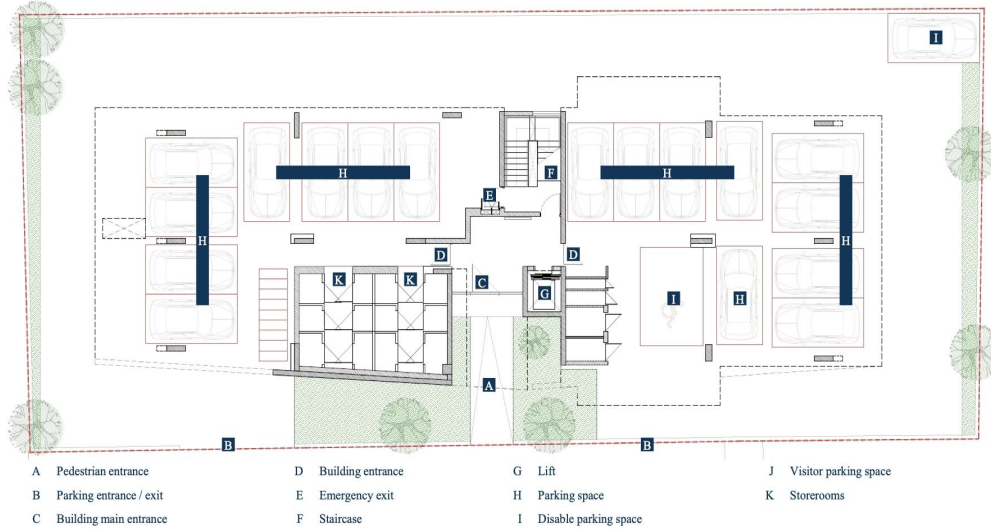 I
H
H
F
E
H
H
D
D
K
K
C
G
I
H
A
B
B
A Pedestrian entrance
B Parking entrance / exit
C Building main entrance
D Building entrance
E Emergency exit
F Staircase
G Lift
H Parking space
I Disable parking space
J Visitor parking space
K Storerooms